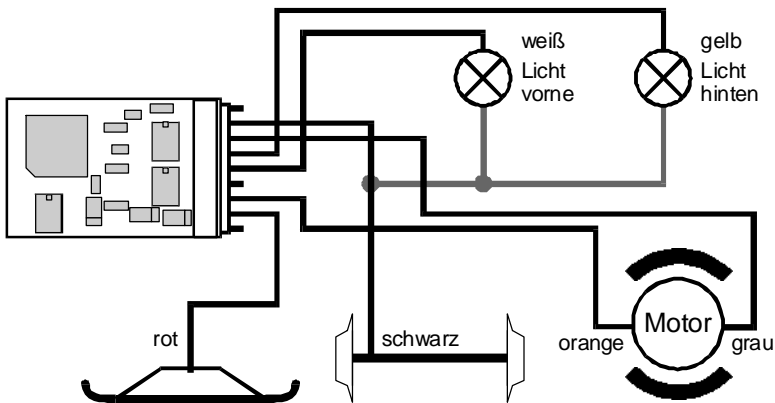 weiß
Licht
vorne
gelb
Licht
hinten
rot
schwarz
orange
Motor
grau